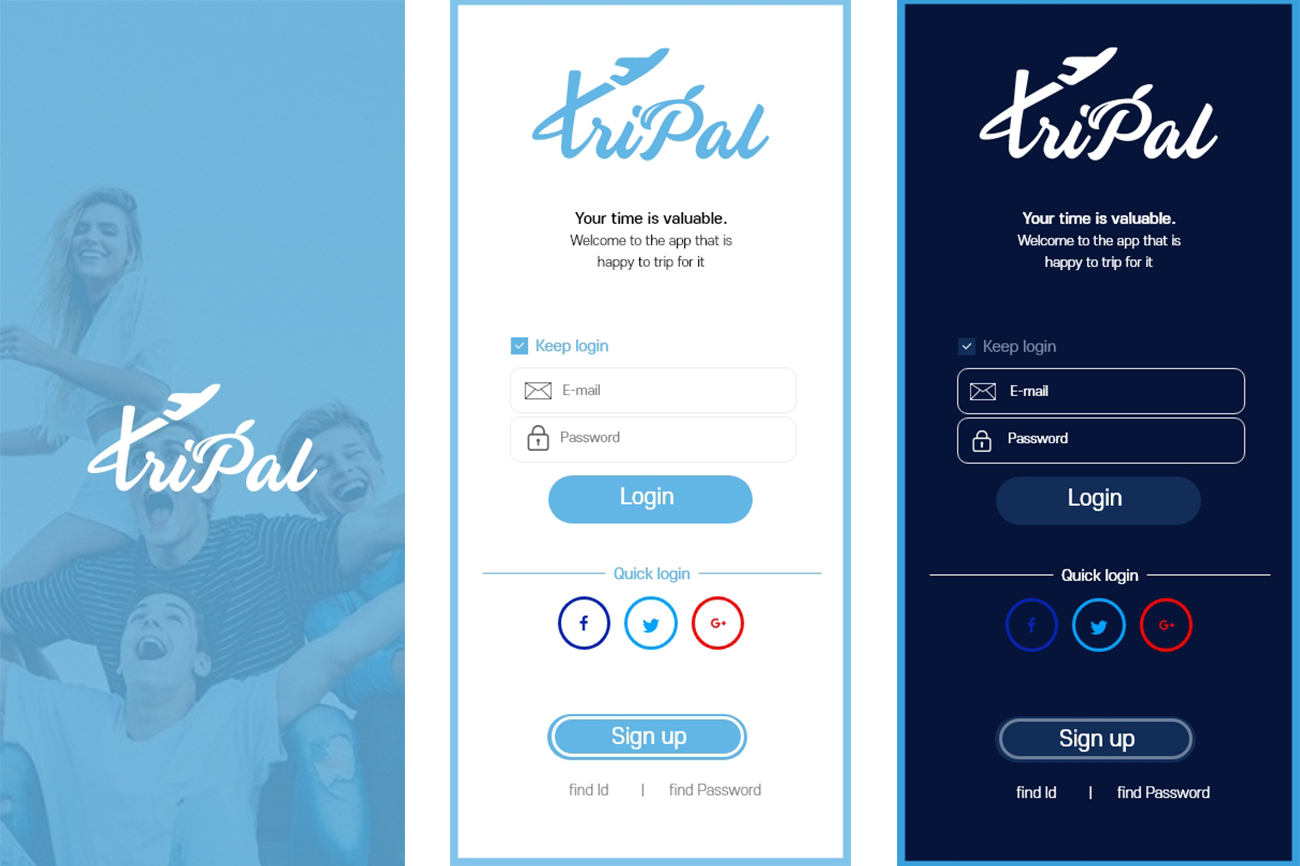 triPal
triPal
Your time is valuable.
Welcome to the app that is
happy to trip for it
Keep login
E-mail
Password
Login
Quick login
f
G+
Sign up
find Id | find Password
triPal
Your time is valuable.
Welcome to the app that is
happy to trip for it
Keep login
E-mail
Password
Login
Quick login
f
G+
Sign up
find Id | find Password